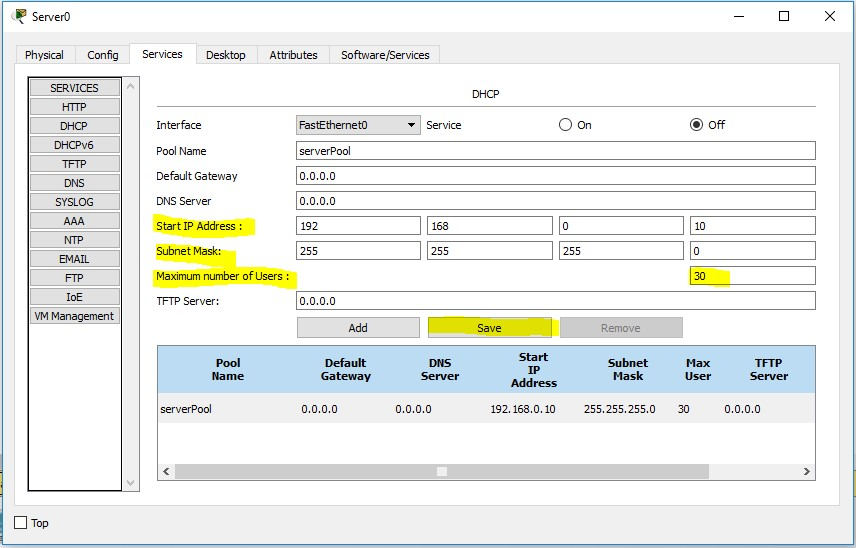 Server0
Physical Config Services Desktop Attributes Software/Services
SERVICES
HTTP
DHCP
DHCPv6
TFTP
DNS
SYSLOG
AAA
NTP
EMAIL
FTP
IoE
VM Management
DHCP
Interface FastEthernet0 Service On Off
Pool Name serverPool
Default Gateway 0.0.0.0
DNS Server 0.0.0.0
Start IP Address : 192 168 0 10
Subnet Mask: 255 255 255 0
Maximum number of Users : 30
TFTP Server: 0.0.0.0
Add Save Remove
Pool Name Default Gateway DNS Server Start IP Address Subnet Mask Max User TFTP Server
serverPool 0.0.0.0 0.0.0.0 192.168.0.10 255.255.255.0 30 0.0.0.0
Top